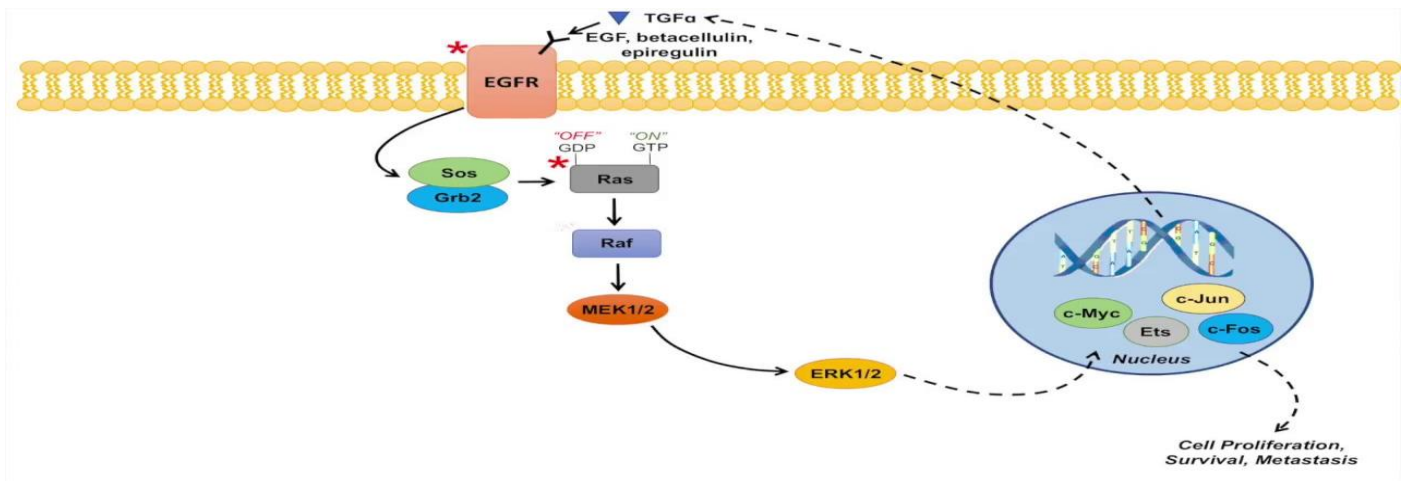 TGFα
EGF, betacellulin,
epiregulin
*
EGFR
"OFF" "ON"
GDP GTP
*
Sos
Grb2
Ras
Raf
MEK1/2
ERK1/2
c-Jun
c-Myc
Ets
c-Fos
Nucleus
Cell Proliferation,
Survival, Metastasis